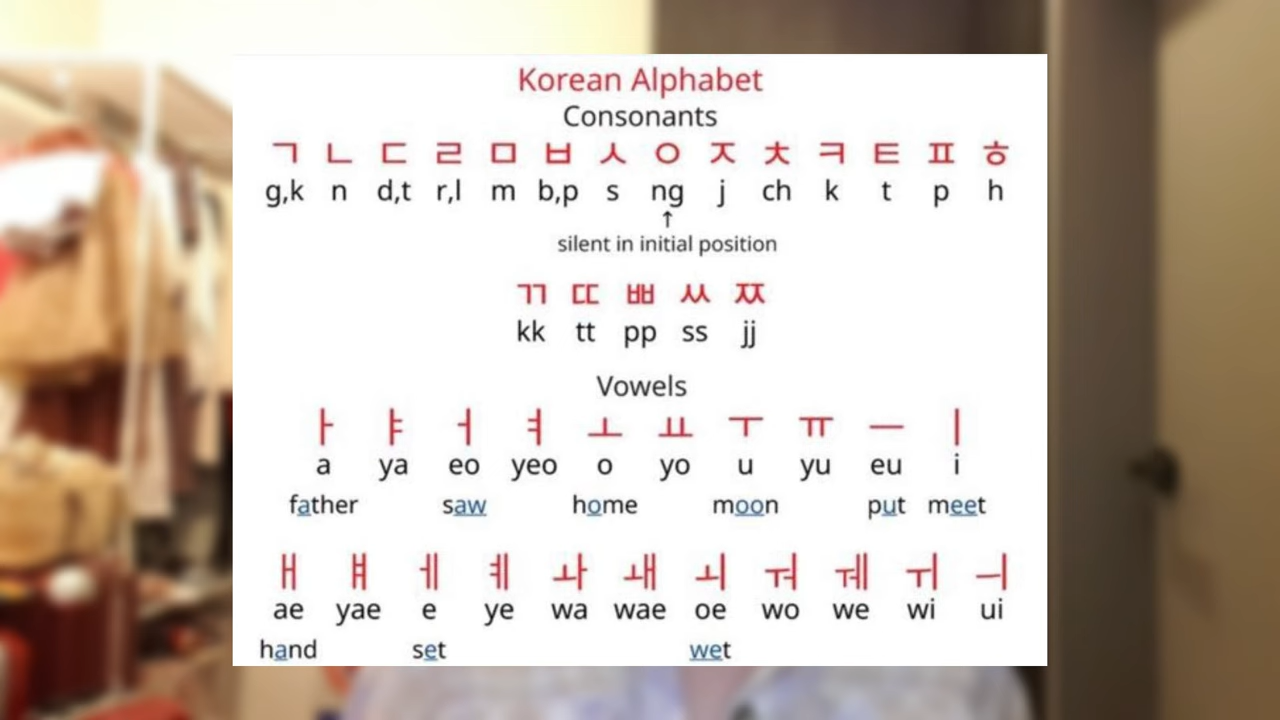 Korean Alphabet
Consonants
ㄱ ㄴ ㄷ ㄹ ㅁ ㅂ ㅅ ㅇ ㅈ ㅊ ㅋ ㅌ ㅍ ㅎ
g,k n d,t r,l m b,p s ng j ch k t p h
↑
silent in initial position
ㄲ ㄸ ㅃ ㅆ ㅉ
kk tt pp ss jj
Vowels
ㅏ ㅑ ㅓ ㅕ ㅗ ㅛ ㅜ ㅠ ㅡ ㅣ
a ya eo yeo o yo u yu eu i
father saw home moon put meet
ㅐ ㅒ ㅔ ㅖ ㅘ ㅙ ㅚ ㅝ ㅞ ㅟ ㅢ
ae yae e ye wa wae oe wo we wi ui
hand set wet